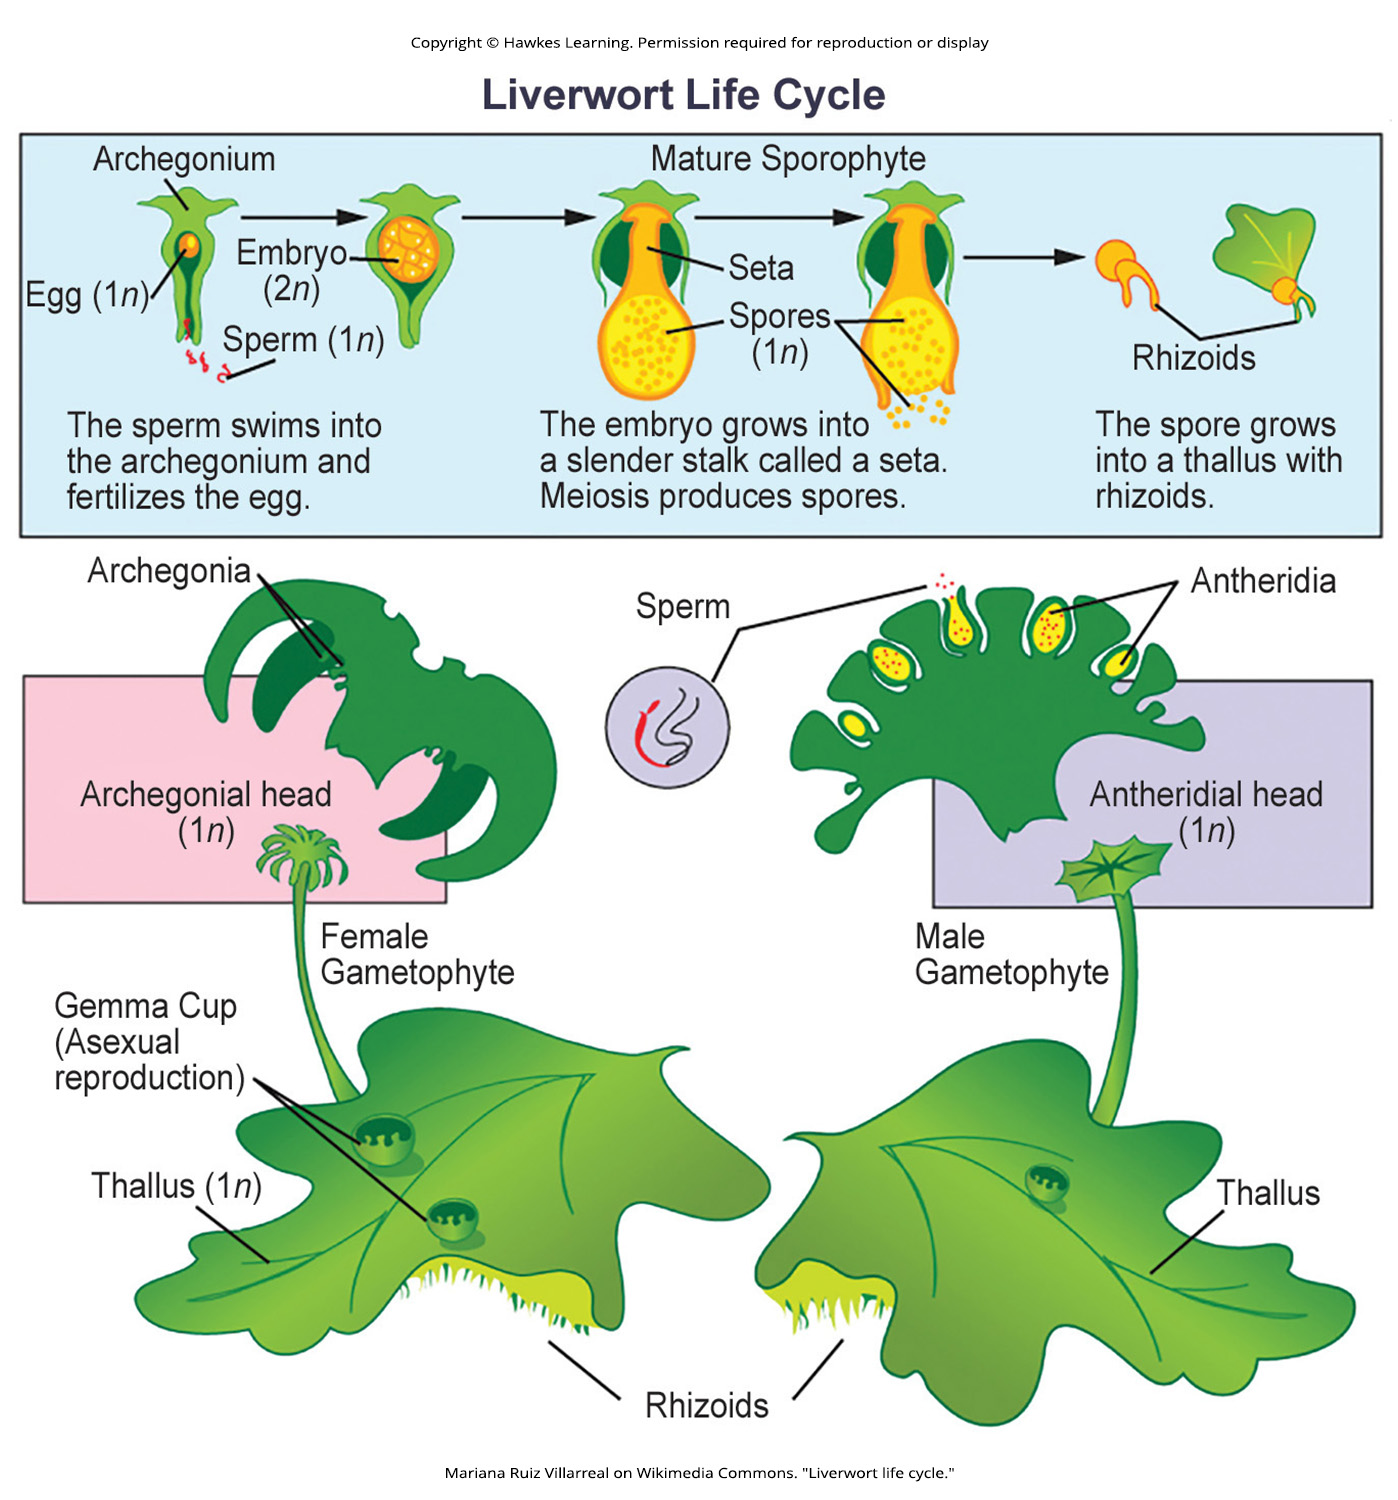 Copyright © Hawkes Learning. Permission required for reproduction or display
Liverwort Life Cycle
Archegonium
Mature Sporophyte
Embryo
(2n)
Egg (1n)
Sperm (1n)
Seta
Spores
(1n)
Rhizoids
The sperm swims into
the archegonium and
fertilizes the egg.
The embryo grows into
a slender stalk called a seta.
Meiosis produces spores.
The spore grows
into a thallus with
rhizoids.
Archegonia
Sperm
Antheridia
Archegonial head
(1n)
Antheridial head
(1n)
Female
Gametophyte
Male
Gametophyte
Gemma Cup
(Asexual
reproduction)
Thallus (1n)
Thallus
Rhizoids
Mariana Ruiz Villarreal on Wikimedia Commons. "Liverwort life cycle."